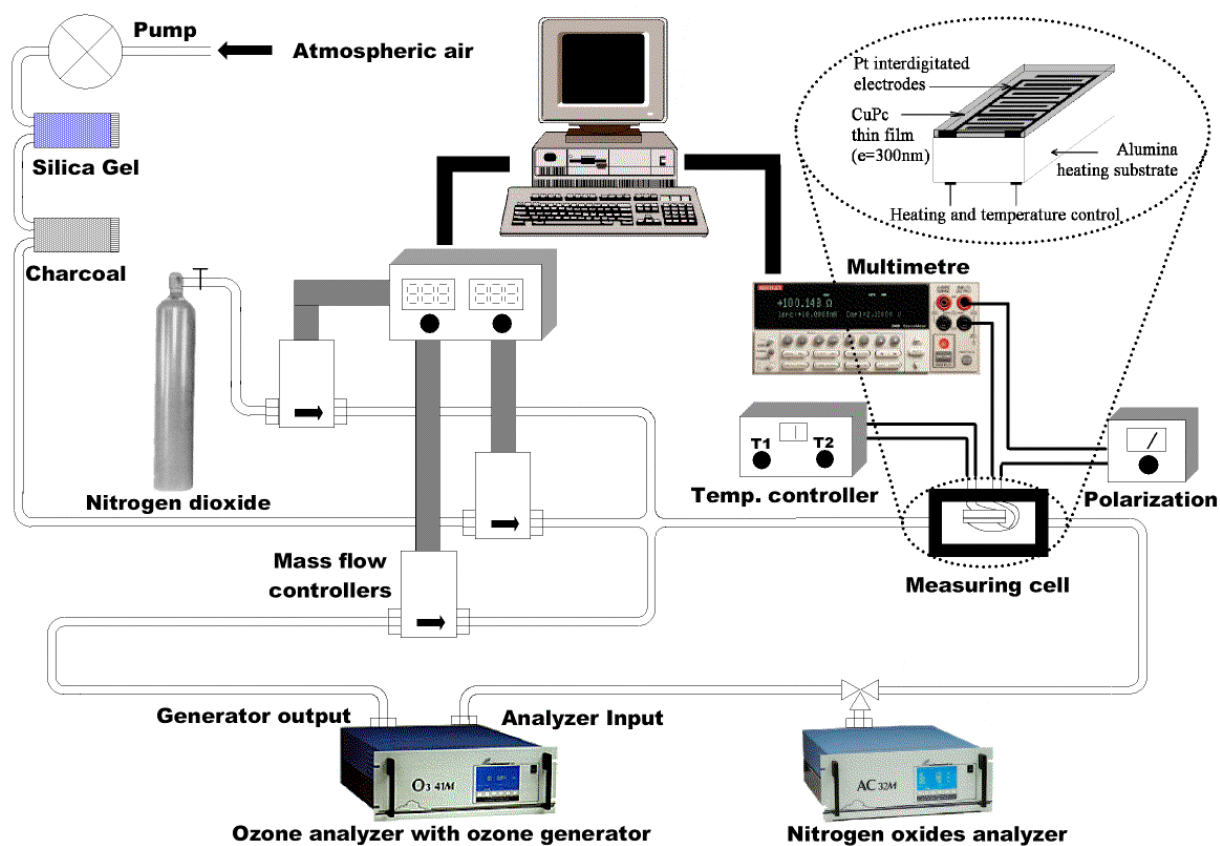 Pump
Atmospheric air
Pt interdigitated
electrodes
CuPc
thin film
(e=300nm)
Alumina
heating substrate
Heating and temperature control
Silica Gel
Charcoal
Multimetre
+100.143 Ω
T1
T2
Nitrogen dioxide
Temp. controller
Polarization
Mass flow
controllers
Measuring cell
Generator output
Analyzer Input
O3 41M
AC 32M
Ozone analyzer with ozone generator
Nitrogen oxides analyzer